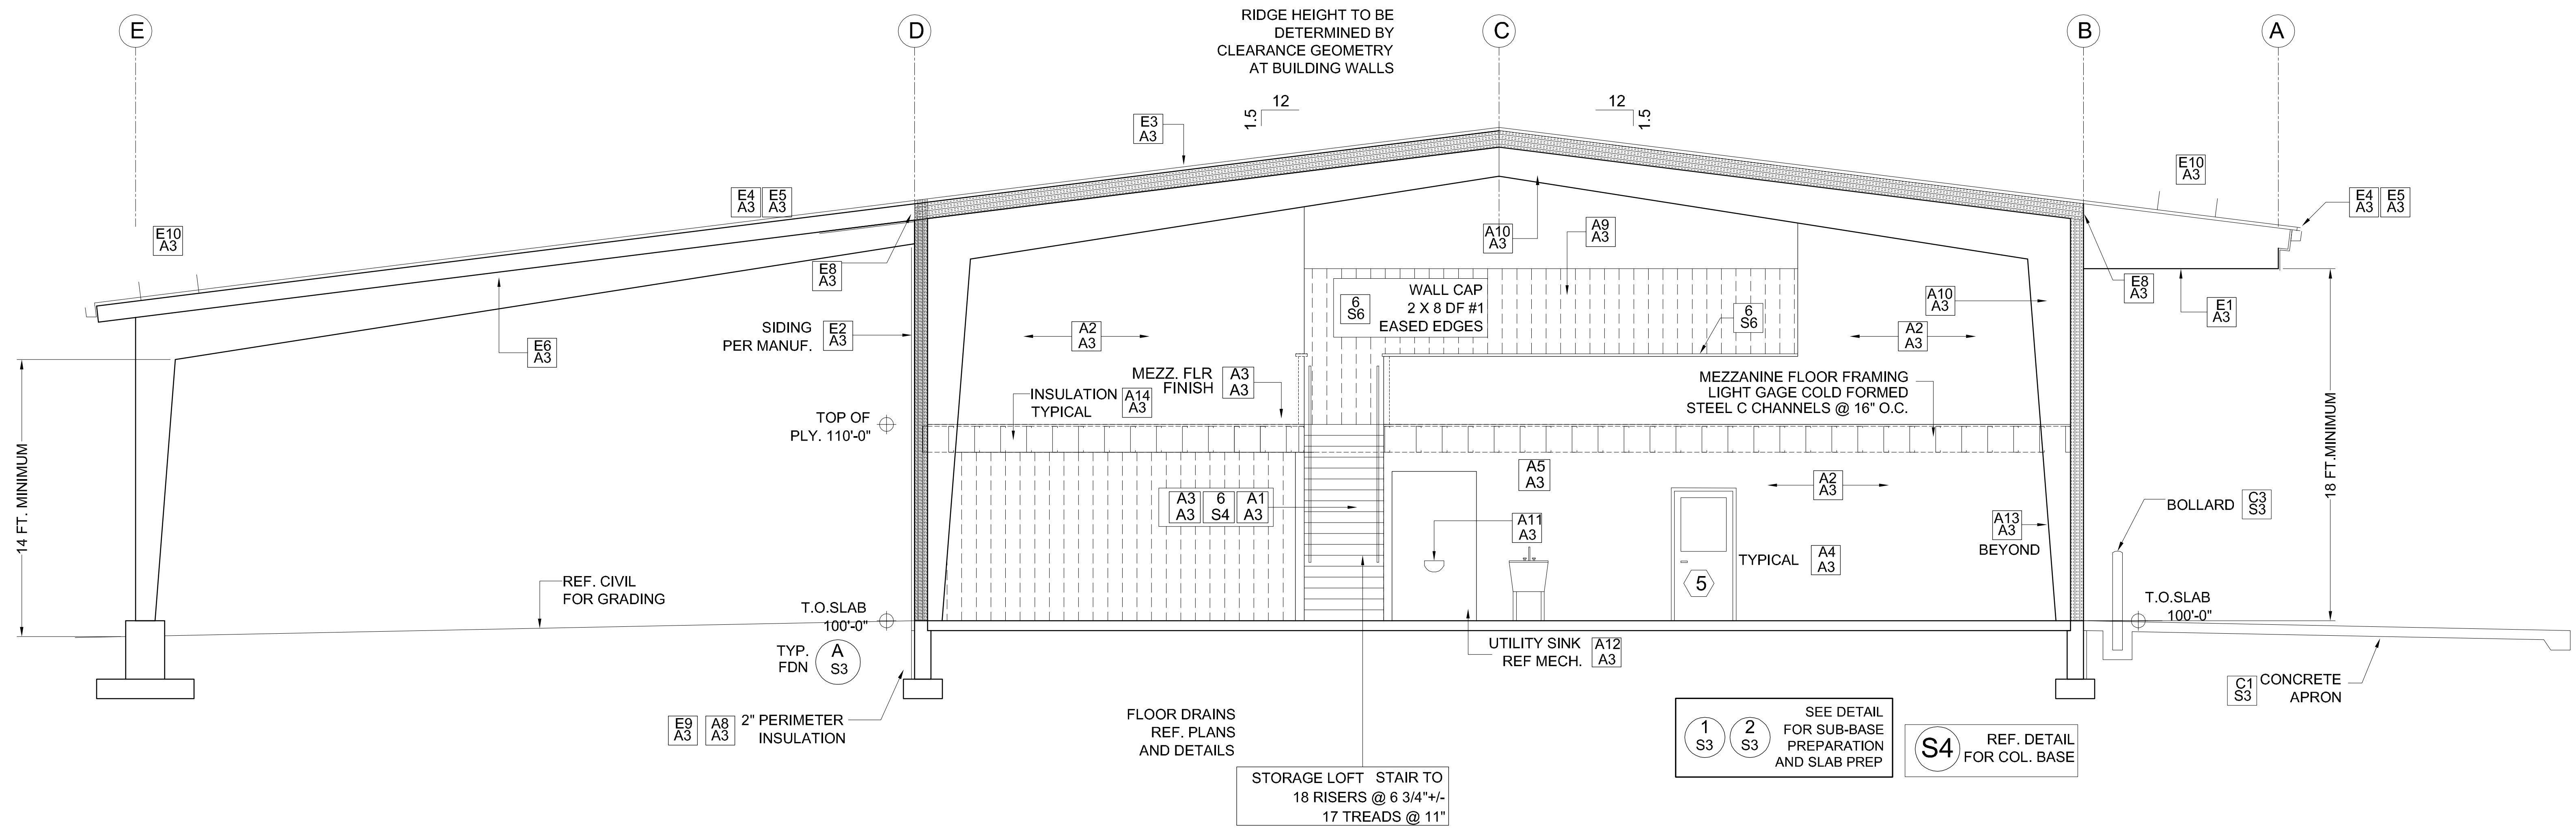 E
D
RIDGE HEIGHT TO BE
DETERMINED BY
CLEARANCE GEOMETRY
AT BUILDING WALLS
C
B
A
12
1.5
12
1.5
E3
A3
E4
A3
E5
A3
E10
A3
E10
A3
E4
A3
E5
A3
E8
A3
A10
A3
A9
A3
E8
A3
E1
A3
A10
A3
SIDING
PER MANUF.
E2
A3
E6
A3
A2
A3
6
S6
WALL CAP
2 X 8 DF #1
EASED EDGES
6
S6
A2
A3
MEZZ. FLR
FINISH
A3
A3
INSULATION
TYPICAL
A14
A3
MEZZANINE FLOOR FRAMING
LIGHT GAGE COLD FORMED
STEEL C CHANNELS @ 16" O.C.
TOP OF
PLY. 110'-0"
14 FT. MINIMUM
18 FT.MINIMUM
A3
A3
6
S4
A1
A3
A5
A3
A2
A3
A11
A3
A13
A3
BEYOND
BOLLARD
C3
S3
TYPICAL
A4
A3
5
REF. CIVIL
FOR GRADING
T.O.SLAB
100'-0"
T.O.SLAB
100'-0"
TYP.
FDN
A
S3
UTILITY SINK
REF MECH.
A12
A3
E9
A3
A8
A3
2" PERIMETER
INSULATION
FLOOR DRAINS
REF. PLANS
AND DETAILS
1
S3
2
S3
SEE DETAIL
FOR SUB-BASE
PREPARATION
AND SLAB PREP
S4
REF. DETAIL
FOR COL. BASE
C1
S3
CONCRETE
APRON
STORAGE LOFT STAIR TO
18 RISERS @ 6 3/4"+/-
17 TREADS @ 11"